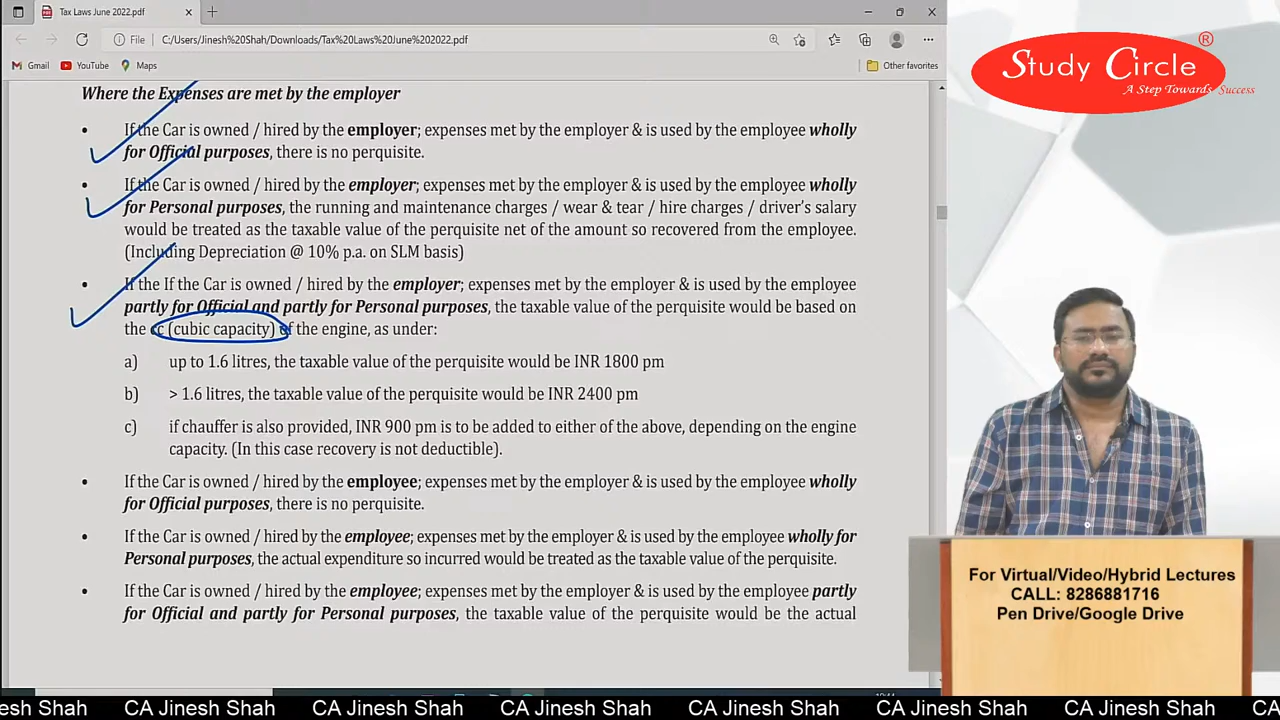 Tax Laws June 2022.pdf
File
C:/Users/Jinesh%20Shah/Downloads/Tax%20Laws%20June%202022.pdf
Gmail
YouTube
Maps
Other favorites
Where the Expenses are met by the employer
• If the Car is owned / hired by the employer; expenses met by the employer & is used by the employee wholly
for Official purposes, there is no perquisite.
• If the Car is owned / hired by the employer; expenses met by the employer & is used by the employee wholly
for Personal purposes, the running and maintenance charges / wear & tear / hire charges / driver's salary
would be treated as the taxable value of the perquisite net of the amount so recovered from the employee.
(Including Depreciation @ 10% p.a. on SLM basis)
• If the If the Car is owned / hired by the employer; expenses met by the employer & is used by the employee
partly for Official and partly for Personal purposes, the taxable value of the perquisite would be based on
the cc (cubic capacity) of the engine, as under:
a) up to 1.6 litres, the taxable value of the perquisite would be INR 1800 pm
b) > 1.6 litres, the taxable value of the perquisite would be INR 2400 pm
c) if chauffer is also provided, INR 900 pm is to be added to either of the above, depending on the engine
capacity. (In this case recovery is not deductible).
• If the Car is owned / hired by the employee; expenses met by the employer & is used by the employee wholly
for Official purposes, there is no perquisite.
• If the Car is owned / hired by the employee; expenses met by the employer & is used by the employee wholly for
Personal purposes, the actual expenditure so incurred would be treated as the taxable value of the perquisite.
• If the Car is owned / hired by the employee; expenses met by the employer & is used by the employee partly
for Official and partly for Personal purposes, the taxable value of the perquisite would be the actual
Study Circle ®
A Step Towards Success
For Virtual/Video/Hybrid Lectures
CALL: 8286881716
Pen Drive/Google Drive
esh Shah CA Jinesh Shah CA Jinesh Shah CA Jinesh Shah CA Jinesh Shah CA Jinesh Shah CA Jinesh Shah CA